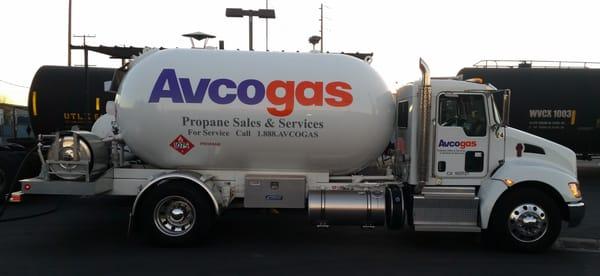 Avcogas
Propane Sales & Services
For Service Call 1.888.AVCOGAS
1075
PROPANE
UTLX
WVCX 1003
Avcogas